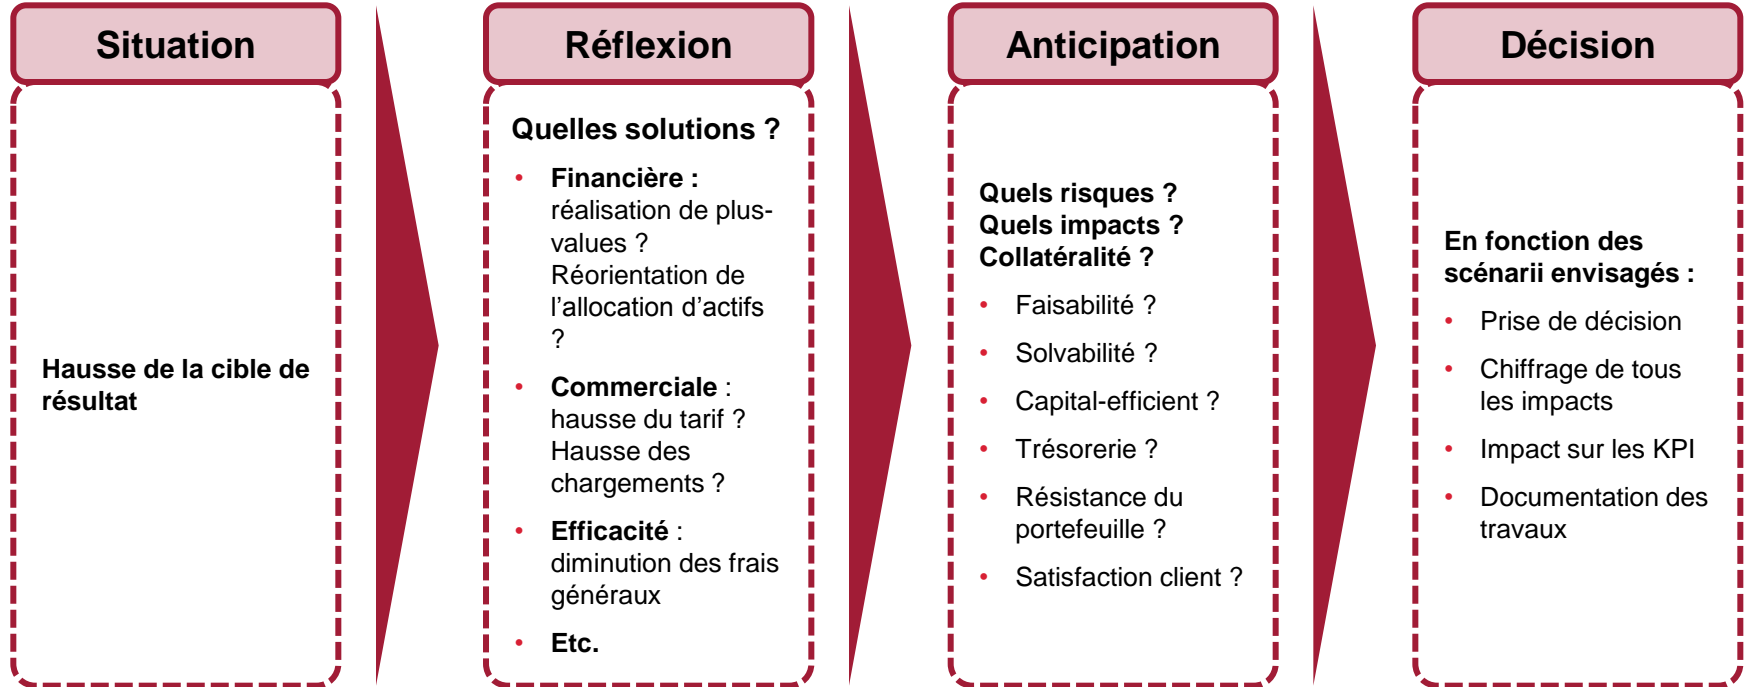 Situation
Hausse de la cible de
résultat
Réflexion
Quelles solutions ?
• Financière :
réalisation de plus-
values ?
Réorientation de
l’allocation d’actifs
?
• Commerciale :
hausse du tarif ?
Hausse des
chargements ?
• Efficacité :
diminution des frais
généraux
• Etc.
Anticipation
Quels risques ?
Quels impacts ?
Collatéralité ?
• Faisabilité ?
• Solvabilité ?
• Capital-efficient ?
• Trésorerie ?
• Résistance du
portefeuille ?
• Satisfaction client ?
Décision
En fonction des
scénarii envisagés :
• Prise de décision
• Chiffrage de tous
les impacts
• Impact sur les KPI
• Documentation des
travaux